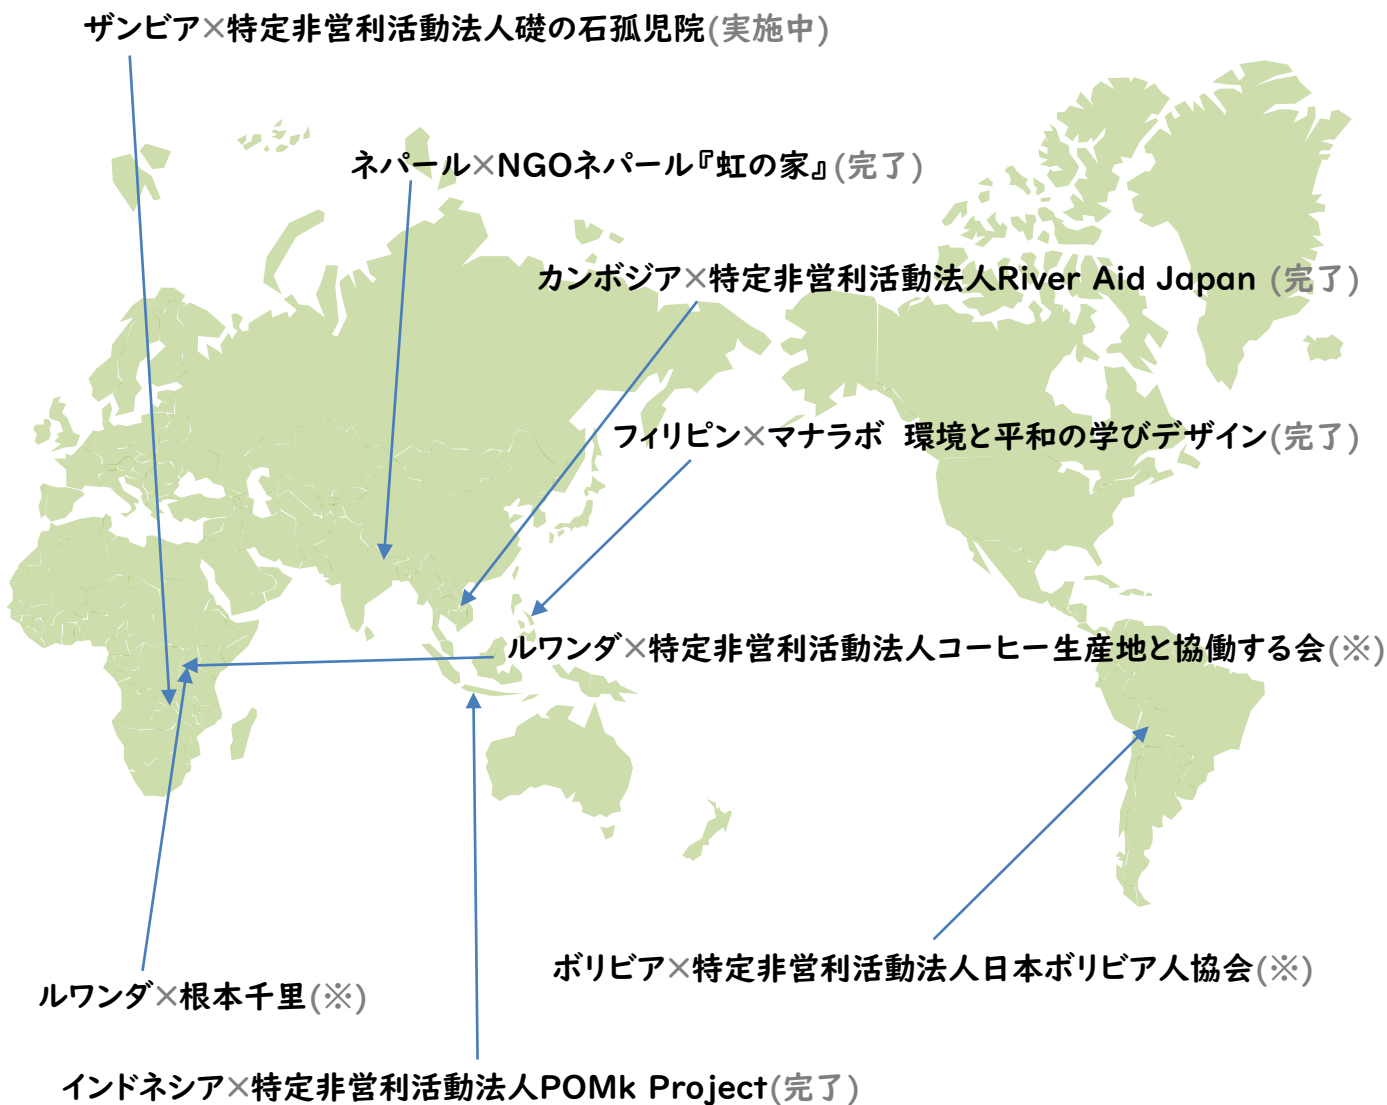 ザンビア×特定非営利活動法人礎の石孤児院(実施中)
ネパール×NGOネパール『虹の家』(完了)
カンボジア×特定非営利活動法人River Aid Japan (完了)
フィリピン×マナラボ 環境と平和の学びデザイン(完了)
ルワンダ×特定非営利活動法人コーヒー生産地と協働する会(※)
ボリビア×特定非営利活動法人日本ボリビア人協会(※)
ルワンダ×根本千里(※)
インドネシア×特定非営利活動法人POMk Project(完了)